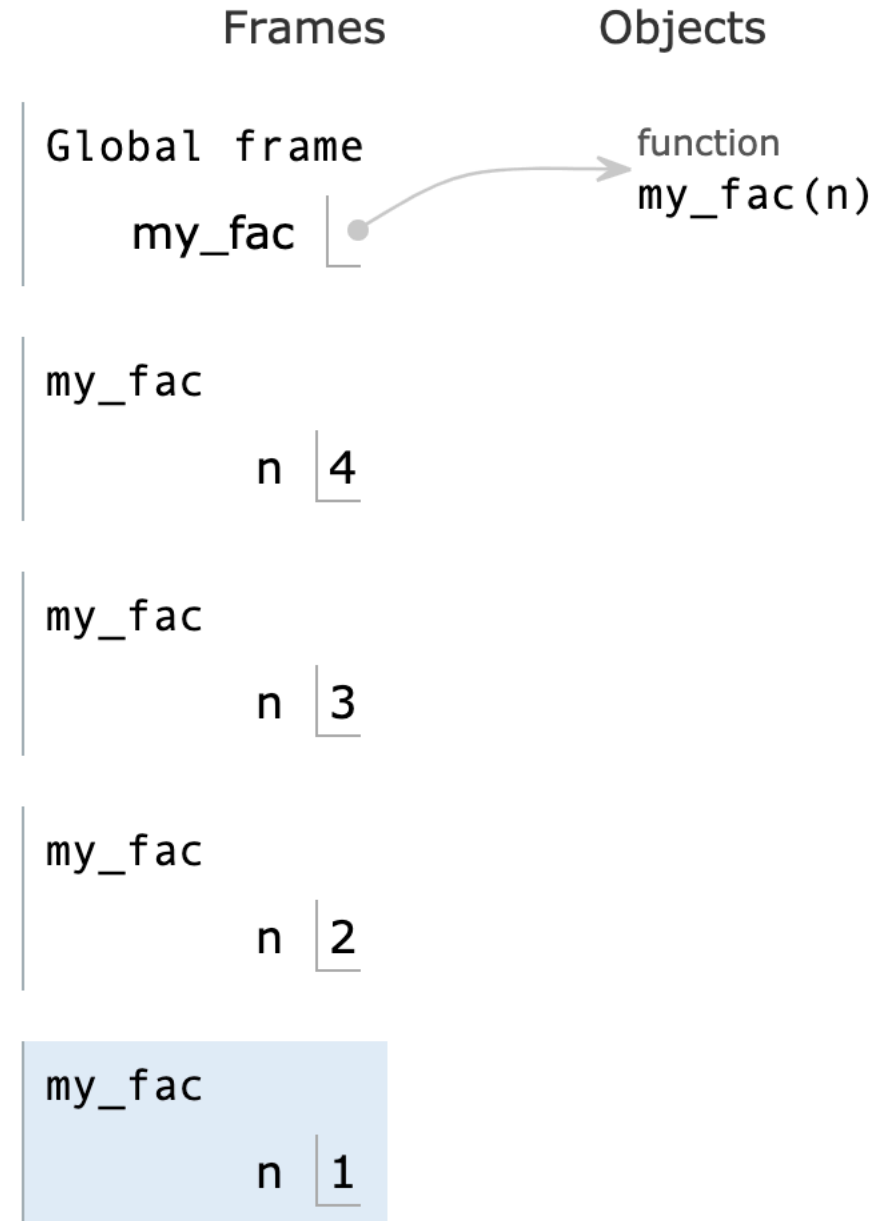 Frames Objects
Global frame
function
my_fac(n)
my_fac
my_fac
n 4
my_fac
n 3
my_fac
n 2
my_fac
n 1